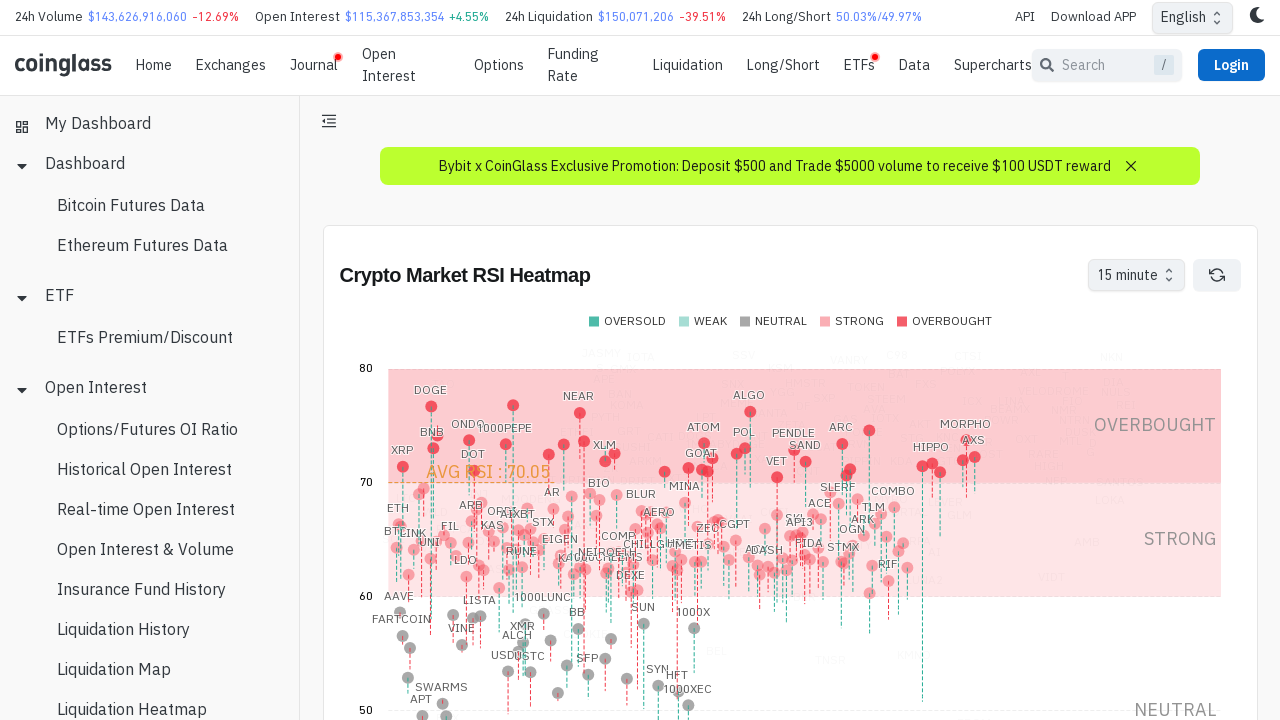 24h Volume $143,626,916,060 -12.69% Open Interest $115,367,853,354 +4.55% 24h Liquidation $150,071,206 -39.51% 24h Long/Short 50.03%/49.97% API Download APP English
coinglass Home Exchanges Journal Open Interest Options Funding Rate Liquidation Long/Short ETFs Data Supercharts Search / Login
My Dashboard
Dashboard
Bitcoin Futures Data
Ethereum Futures Data
ETF
ETFs Premium/Discount
Open Interest
Options/Futures OI Ratio
Historical Open Interest
Real-time Open Interest
Open Interest & Volume
Insurance Fund History
Liquidation History
Liquidation Map
Liquidation Heatmap
Bybit x CoinGlass Exclusive Promotion: Deposit $500 and Trade $5000 volume to receive $100 USDT reward
Crypto Market RSI Heatmap
15 minute
OVERSOLD WEAK NEUTRAL STRONG OVERBOUGHT
80
DOGE NEAR ALGO
OVERBOUGHT
BNB ONDO 1000PEPE ATOM POL PENDLE ARC MORPHO
XRP DOT XLM GOAT VET SAND HIPPO AXS
AVG RSI : 70.05
70
AR BIO BLUR MINA SLERF COMBO
ETH ARB STX AERO ACE TLM
BTC LINK FIL KAS ZEC CGPT API3 ARK OGN
STRONG
UNI EIGEN COMP METIS FIDA STMX
LDO RUNE DEXE DASH
60
AAVE LISTA 1000LUNC SUN 1000X
FARTCOIN VINE XMR BB
ALCH
SFP SYN HFT
SWARMS 1000XEC
APT
50
NEUTRAL